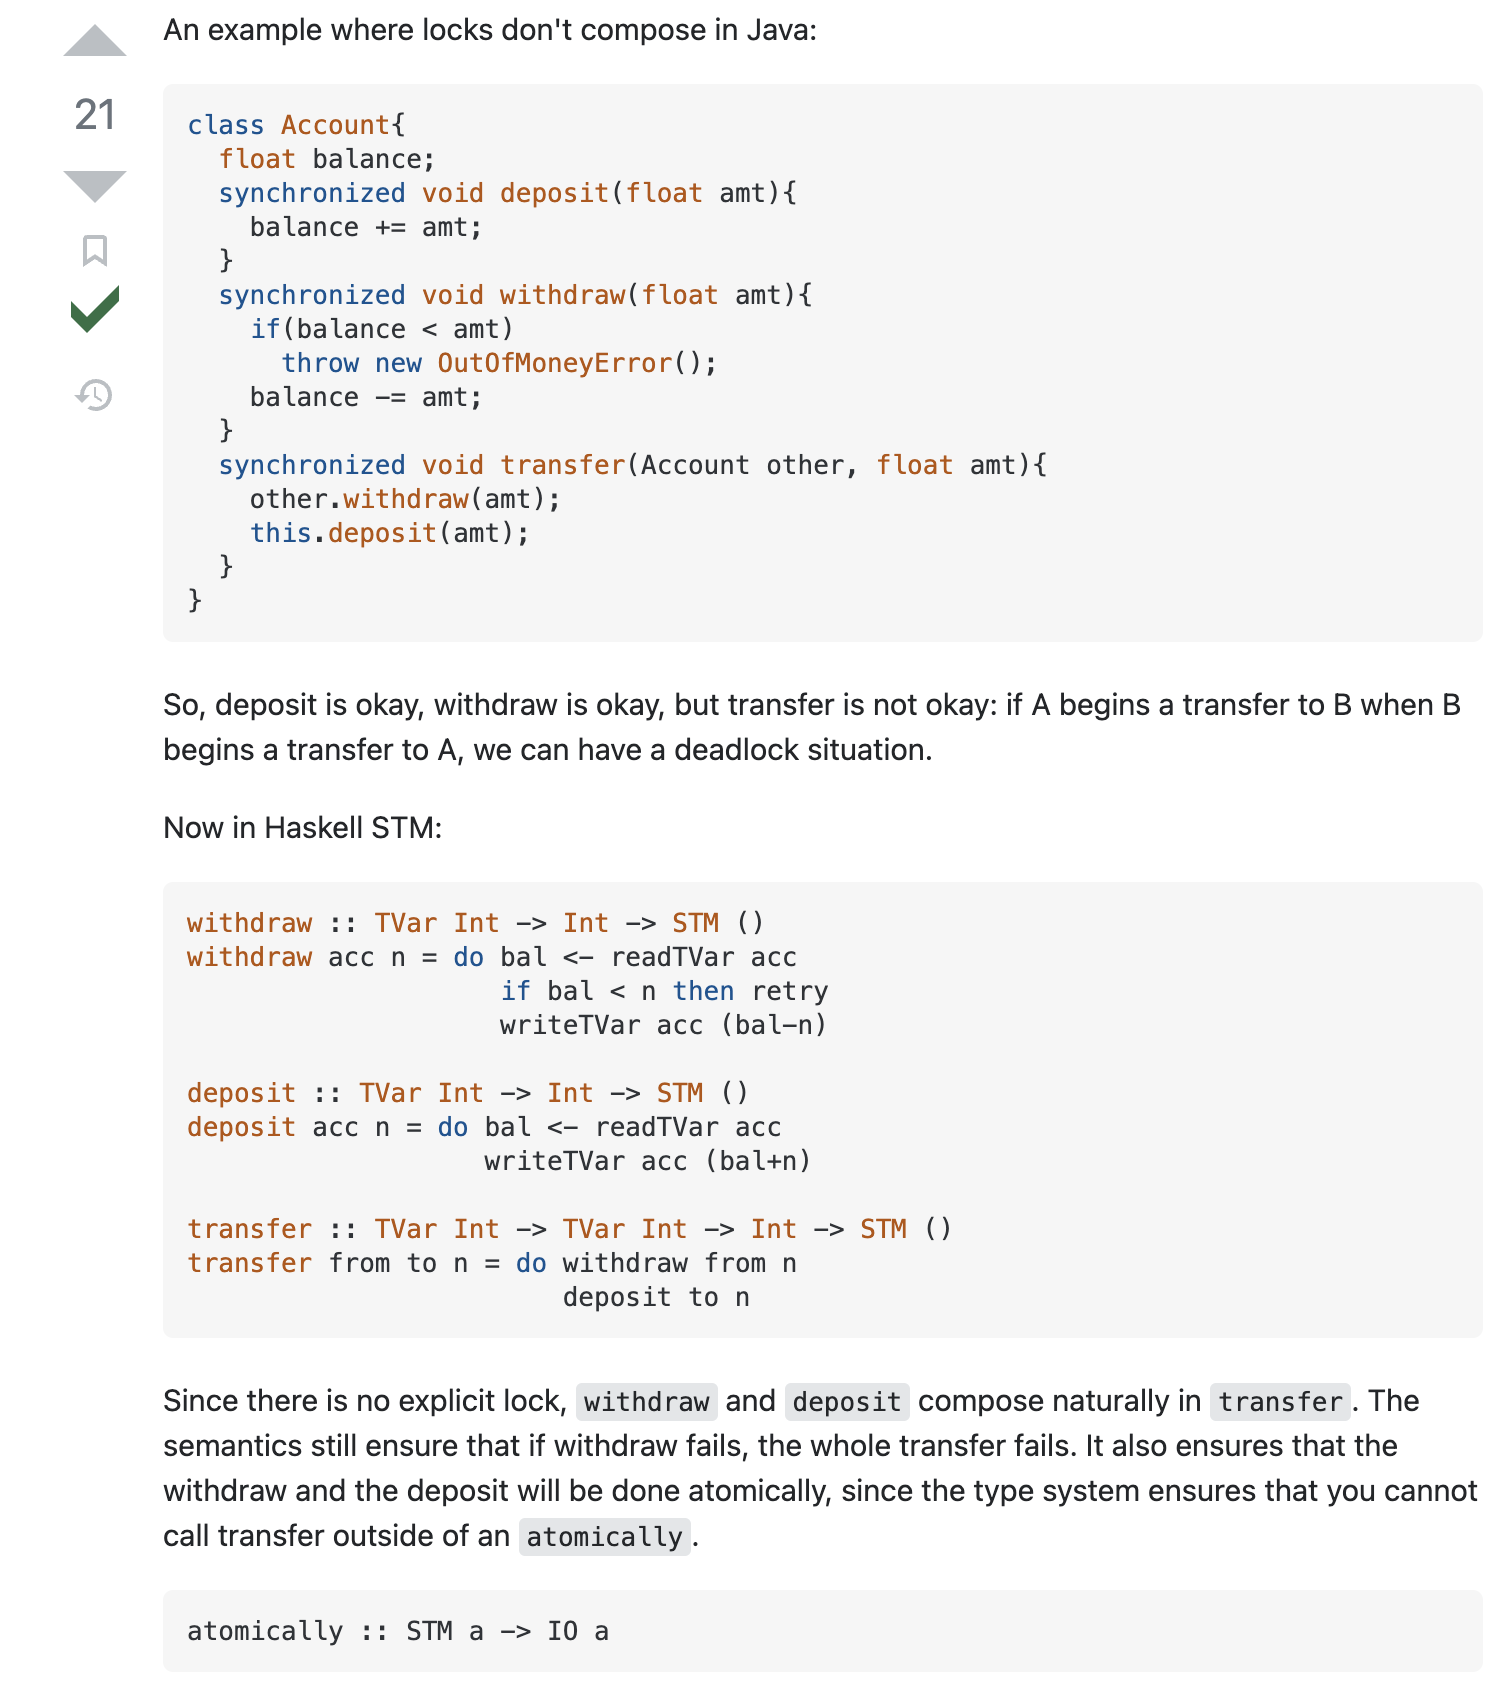 An example where locks don't compose in Java:
21
class Account{
  float balance;
  synchronized void deposit(float amt){
    balance += amt;
  }
  synchronized void withdraw(float amt){
    if(balance < amt)
      throw new OutOfMoneyError();
    balance -= amt;
  }
  synchronized void transfer(Account other, float amt){
    other.withdraw(amt);
    this.deposit(amt);
  }
}
So, deposit is okay, withdraw is okay, but transfer is not okay: if A begins a transfer to B when B
begins a transfer to A, we can have a deadlock situation.
Now in Haskell STM:
withdraw :: TVar Int -> Int -> STM ()
withdraw acc n = do bal <- readTVar acc
                    if bal < n then retry
                    writeTVar acc (bal-n)
deposit :: TVar Int -> Int -> STM ()
deposit acc n = do bal <- readTVar acc
                   writeTVar acc (bal+n)
transfer :: TVar Int -> TVar Int -> Int -> STM ()
transfer from to n = do withdraw from n
                        deposit to n
Since there is no explicit lock, withdraw and deposit compose naturally in transfer. The
semantics still ensure that if withdraw fails, the whole transfer fails. It also ensures that the
withdraw and the deposit will be done atomically, since the type system ensures that you cannot
call transfer outside of an atomically.
atomically :: STM a -> IO a